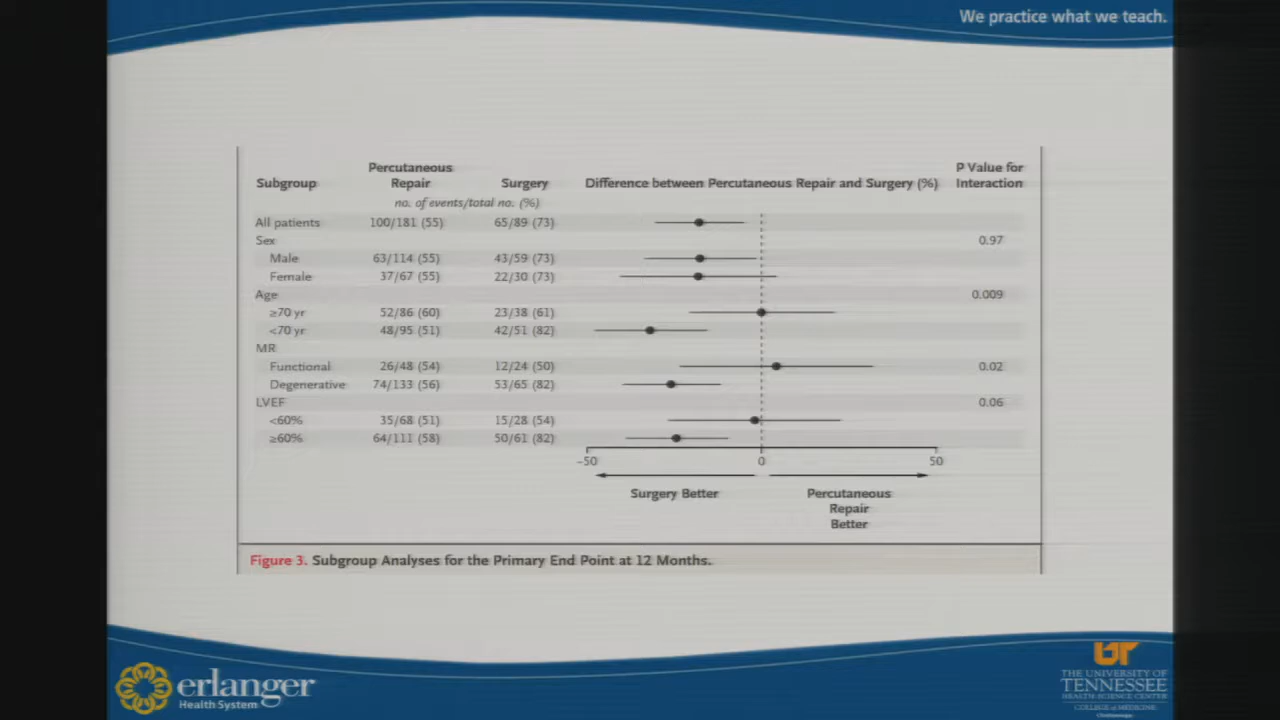 We practice what we teach.
Subgroup Percutaneous Repair Surgery Difference between Percutaneous Repair and Surgery (%) P Value for Interaction
no. of events/total no. (%)
All patients 100/181 (55) 65/89 (73)
Sex 0.97
Male 63/114 (55) 43/59 (73)
Female 37/67 (55) 22/30 (73)
Age 0.009
≥70 yr 52/86 (60) 23/38 (61)
<70 yr 48/95 (51) 42/51 (82)
MR
Functional 26/48 (54) 12/24 (50) 0.02
Degenerative 74/133 (56) 53/65 (82)
LVEF 0.06
<60% 35/68 (51) 15/28 (54)
≥60% 64/111 (58) 50/61 (82)
−50 0 50
Surgery Better Percutaneous Repair Better
Figure 3. Subgroup Analyses for the Primary End Point at 12 Months.
erlanger
Health System
UT
THE UNIVERSITY OF
TENNESSEE
HEALTH SCIENCE CENTER
COLLEGE of MEDICINE
Chattanooga